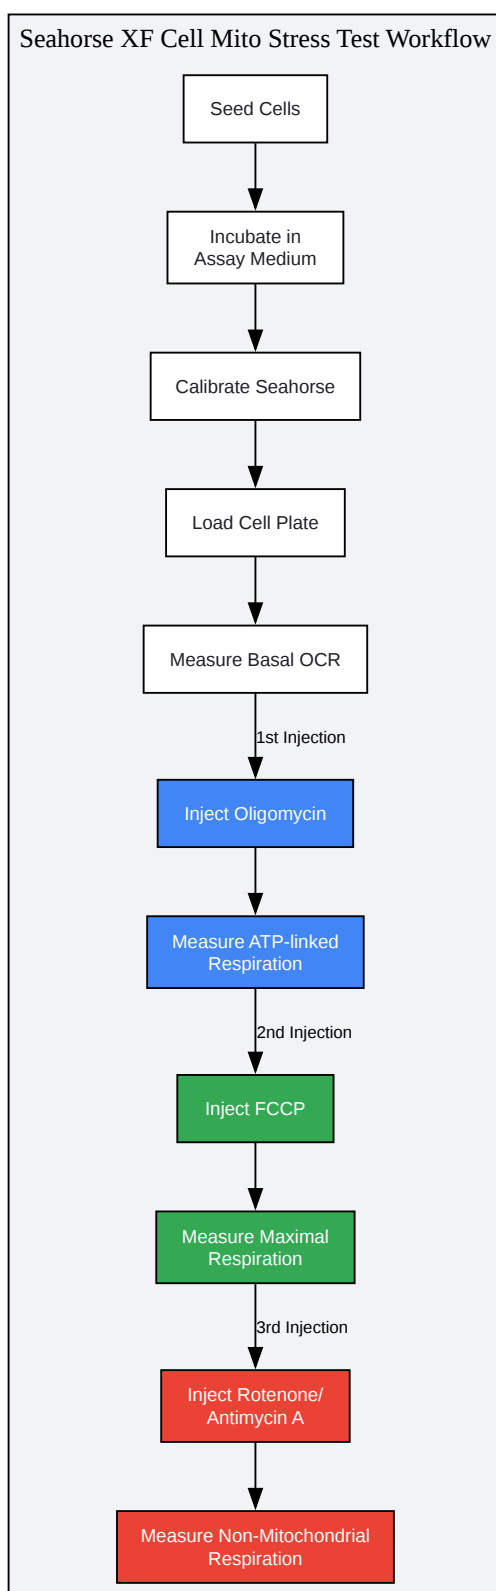 Seahorse XF Cell Mito Stress Test Workflow
Seed Cells
Incubate in
Assay Medium
Calibrate Seahorse
Load Cell Plate
Measure Basal OCR
1st Injection
Inject Oligomycin
Measure ATP-linked
Respiration
2nd Injection
Inject FCCP
Measure Maximal
Respiration
3rd Injection
Inject Rotenone/
Antimycin A
Measure Non-Mitochondrial
Respiration